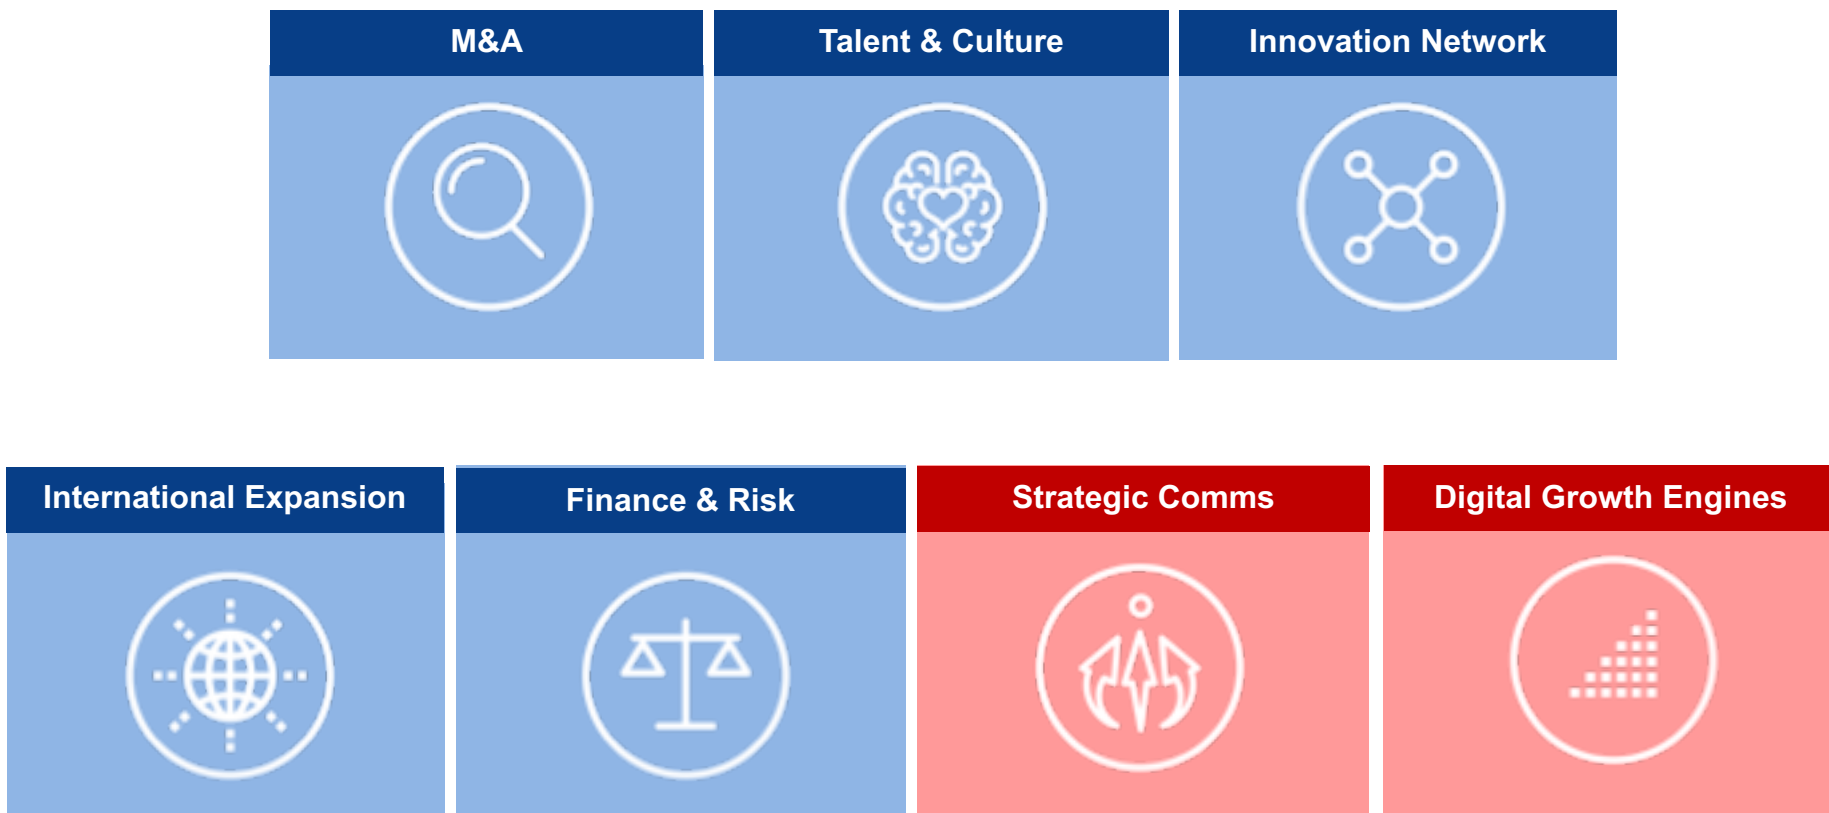 M&A
Talent & Culture
Innovation Network
International Expansion
Finance & Risk
Strategic Comms
Digital Growth Engines